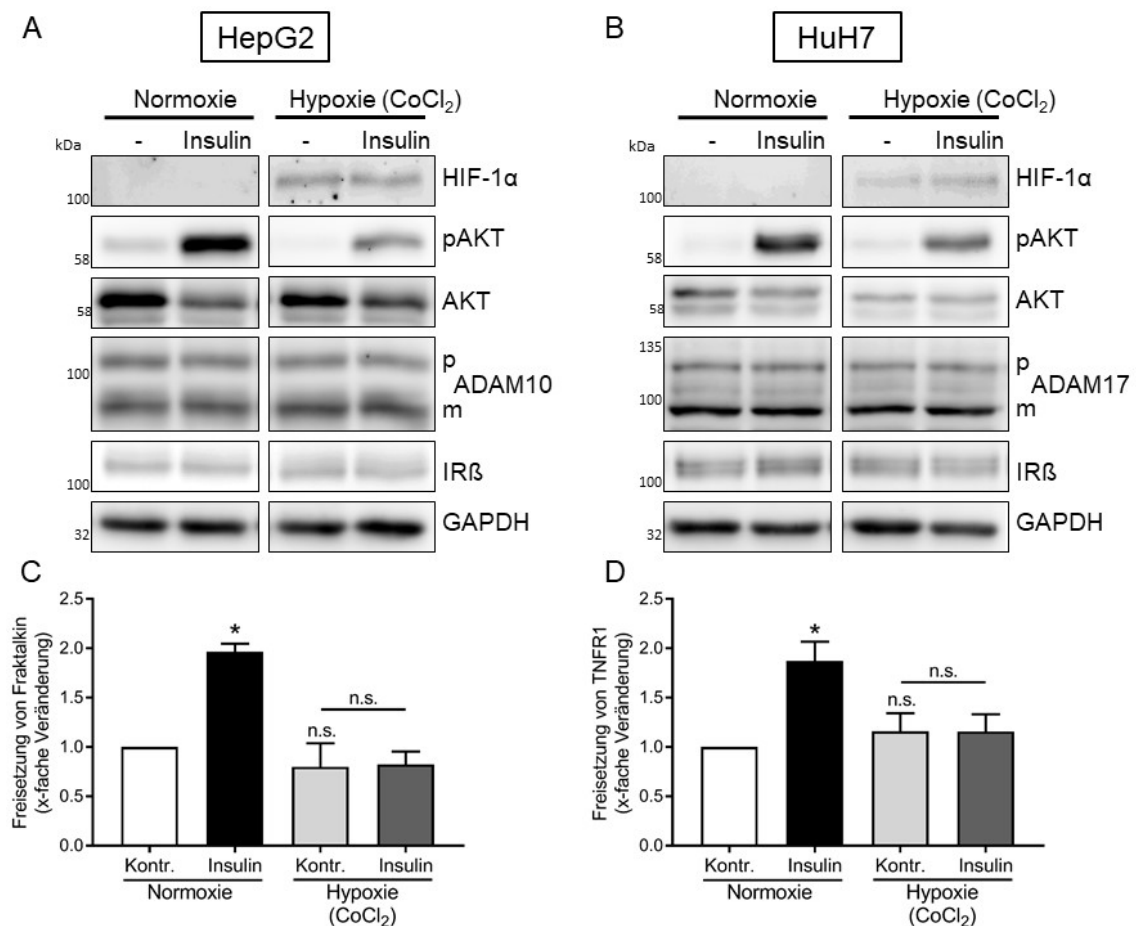 A
HepG2
Normoxie Hypoxie (CoCl₂)
kDa - Insulin - Insulin
HIF-1α
100
pAKT
58
AKT
58
p
100 ADAM10
m
IRß
100
GAPDH
32
B
HuH7
Normoxie Hypoxie (CoCl₂)
kDa - Insulin - Insulin
HIF-1α
100
pAKT
58
AKT
58
135
p
ADAM17
100 m
IRß
100
GAPDH
32
C
Freisetzung von Fraktalkin
(x-fache Veränderung)
2.5
2.0
1.5
1.0
0.5
0.0
*
n.s.
n.s.
Kontr. Insulin Kontr. Insulin
Normoxie Hypoxie
(CoCl₂)
D
Freisetzung von TNFR1
(x-fache Veränderung)
2.5
2.0
1.5
1.0
0.5
0.0
*
n.s.
n.s.
Kontr. Insulin Kontr. Insulin
Normoxie Hypoxie
(CoCl₂)